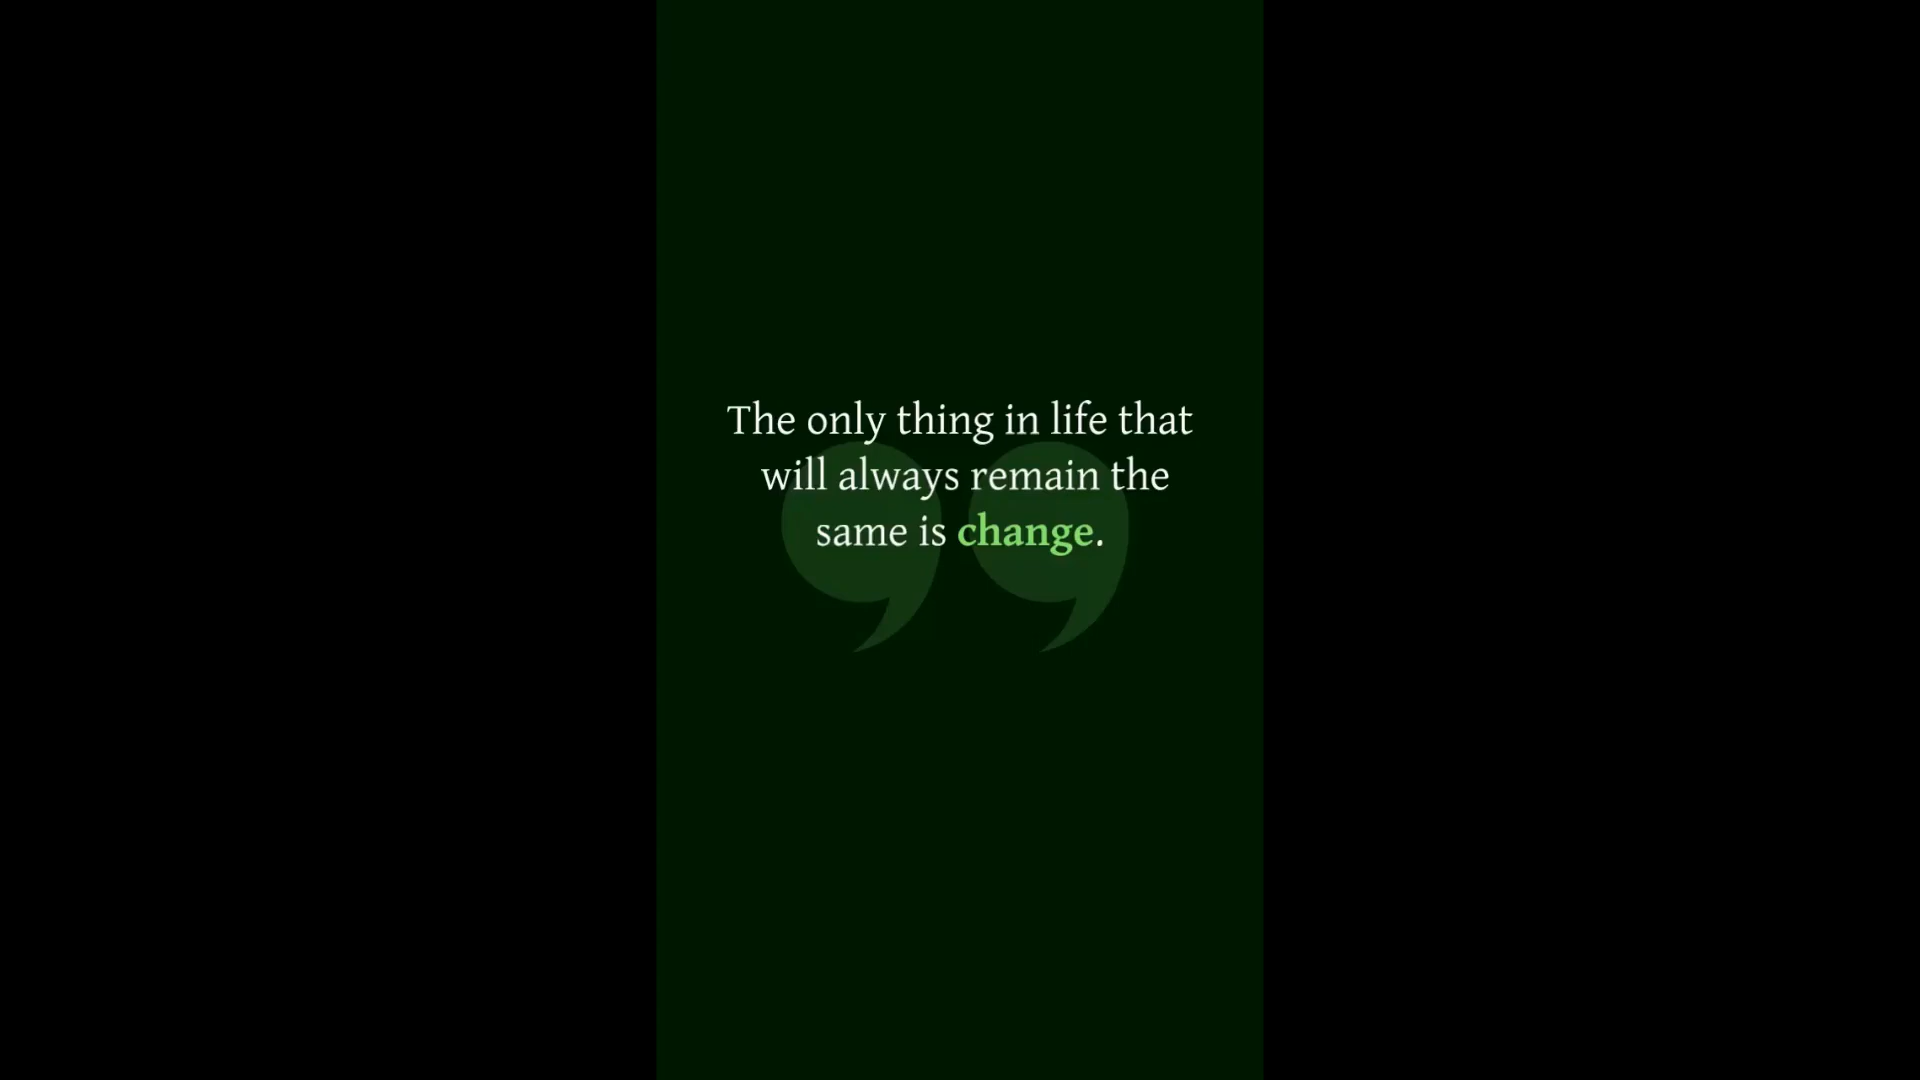 The only thing in life that
will always remain the
same is change.